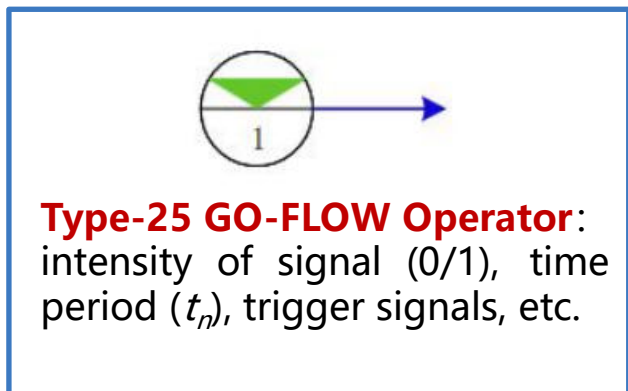 1
Type-25 GO-FLOW Operator:
intensity of signal (0/1), time
period (tₙ), trigger signals, etc.